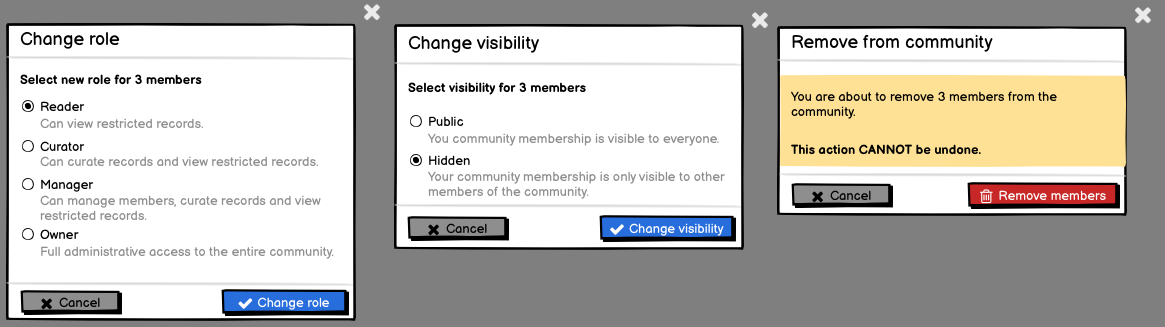 Change role
Select new role for 3 members
Reader
Can view restricted records.
Curator
Can curate records and view restricted records.
Manager
Can manage members, curate records and view
restricted records.
Owner
Full administrative access to the entire community.
Cancel
Change role
Change visibility
Select visibility for 3 members
Public
You community membership is visible to everyone.
Hidden
Your community membership is only visible to other
members of the community.
Cancel
Change visibility
Remove from community
You are about to remove 3 members from the
community.
This action CANNOT be undone.
Cancel
Remove members